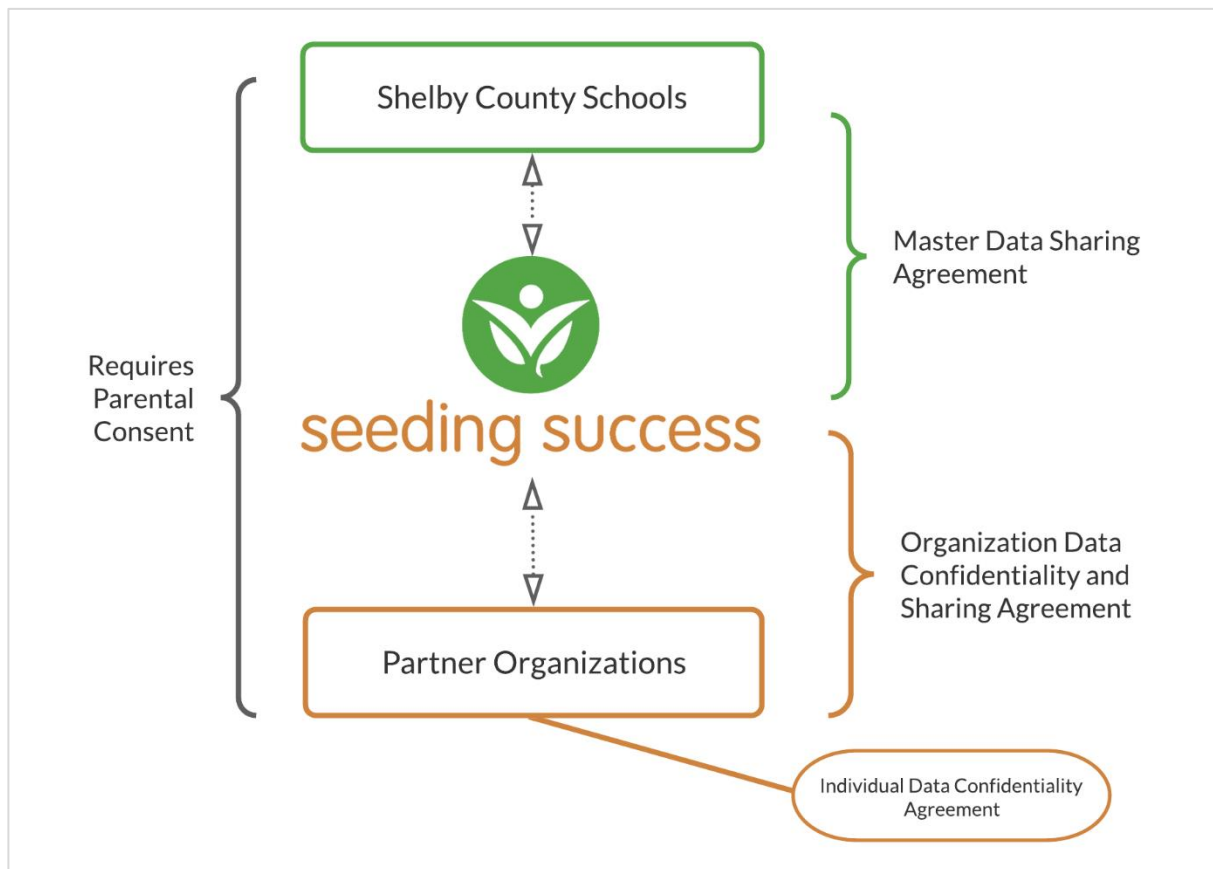 Shelby County Schools
Master Data Sharing
Agreement
Requires
Parental
Consent
seeding success
Organization Data
Confidentiality and
Sharing Agreement
Partner Organizations
Individual Data Confidentiality
Agreement